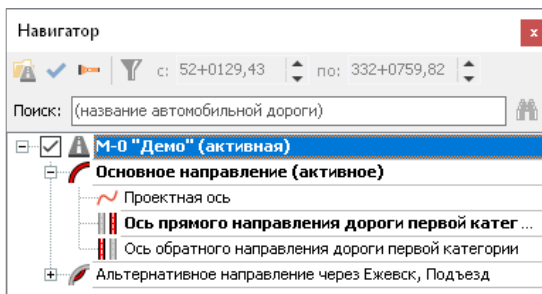 Навигатор
x
с: 52+0129,43 по: 332+0759,82
Поиск: (название автомобильной дороги)
М-0 "Демо" (активная)
Основное направление (активное)
Проектная ось
Ось прямого направления дороги первой катег ...
Ось обратного направления дороги первой категории
Альтернативное направление через Ежевск, Подъезд